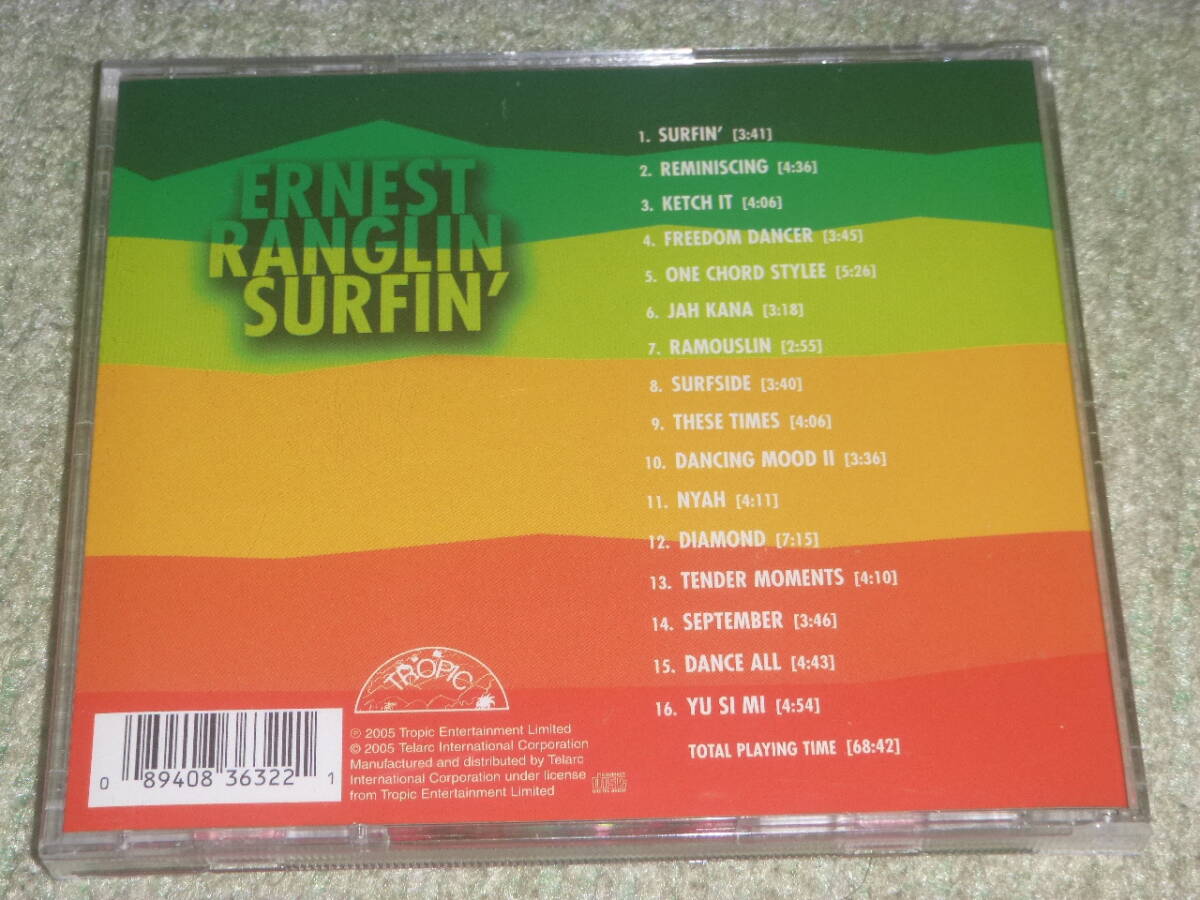 ERNEST
RANGLIN
SURFIN'
1. SURFIN' [3:41]
2. REMINISCING [4:36]
3. KETCH IT [4:06]
4. FREEDOM DANCER [3:45]
5. ONE CHORD STYLEE [5:26]
6. JAH KANA [3:18]
7. RAMOUSLIN [2:55]
8. SURFSIDE [3:40]
9. THESE TIMES [4:06]
10. DANCING MOOD II [3:36]
11. NYAH [4:11]
12. DIAMOND [7:15]
13. TENDER MOMENTS [4:10]
14. SEPTEMBER [3:46]
15. DANCE ALL [4:43]
16. YU SI MI [4:54]
TOTAL PLAYING TIME [68:42]
TROPIC
℗ 2005 Tropic Entertainment Limited
© 2005 Telarc International Corporation
Manufactured and distributed by Telarc
International Corporation under license
from Tropic Entertainment Limited
0 89408 36322 1